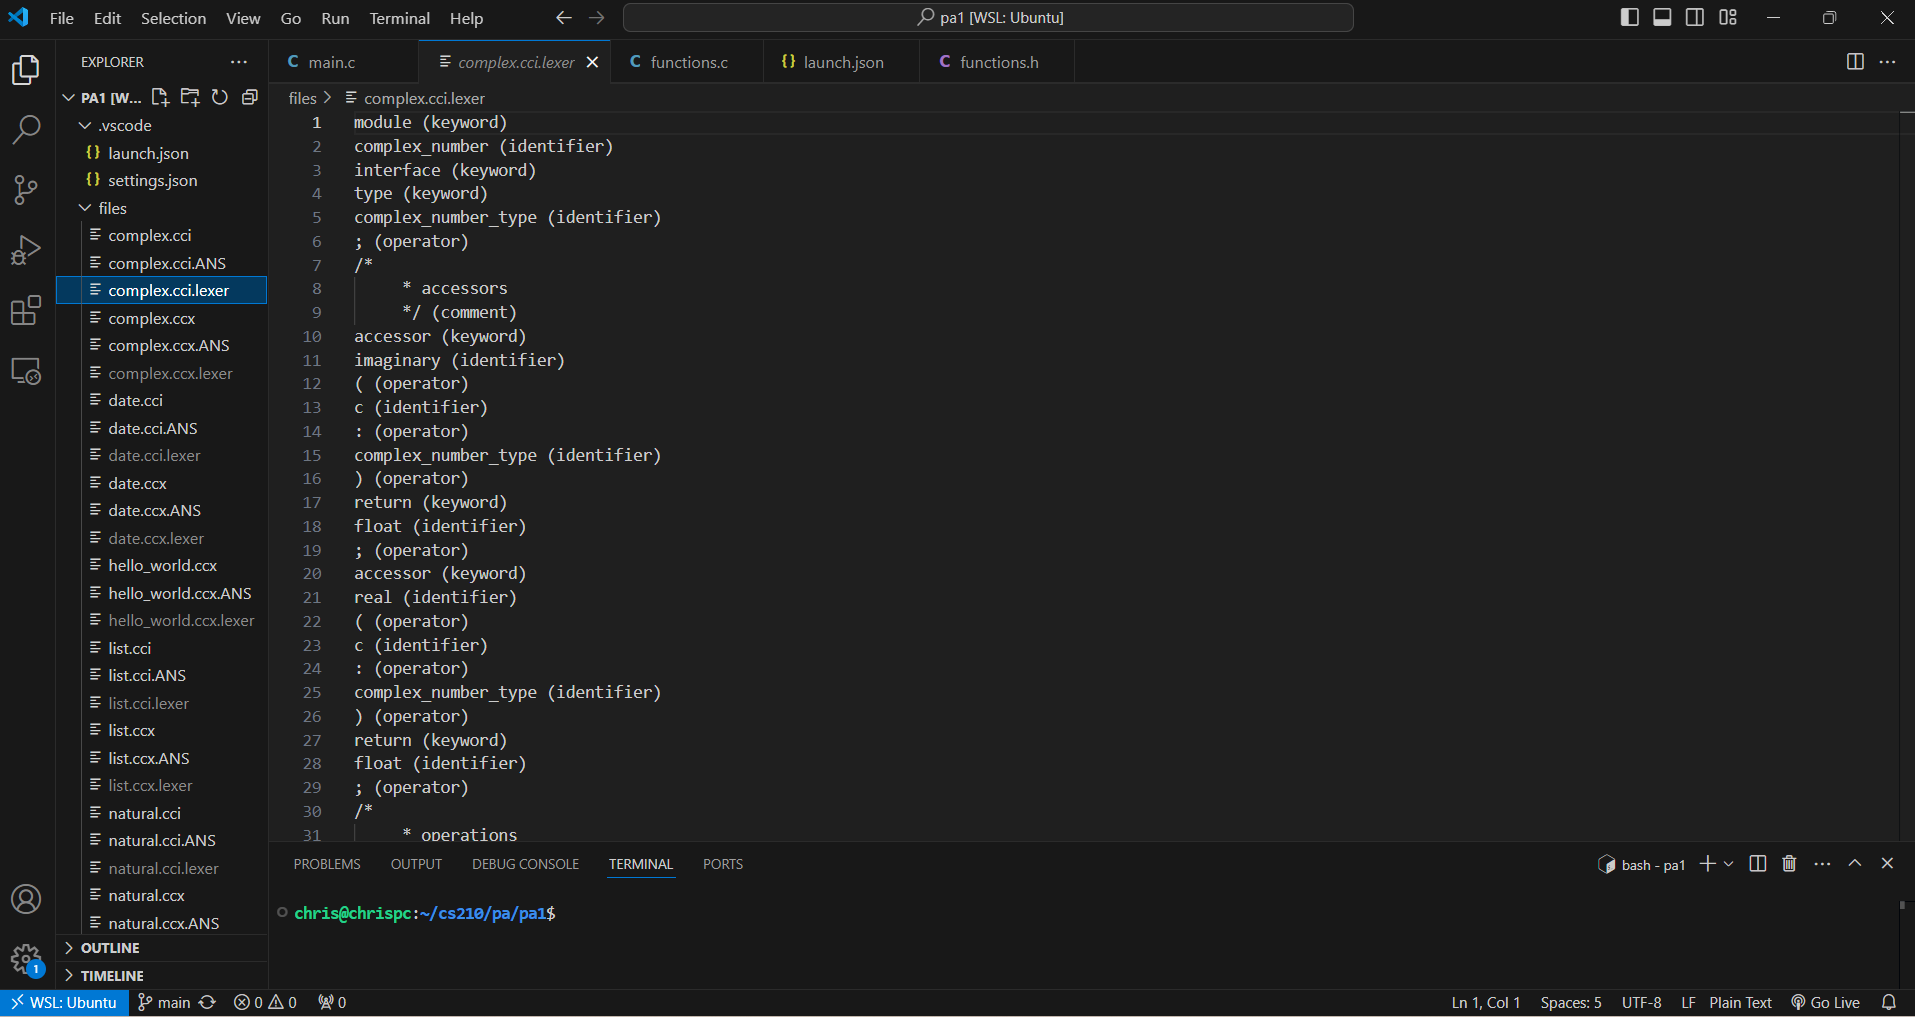 File Edit Selection View Go Run Terminal Help
pa1 [WSL: Ubuntu]
EXPLORER
PA1 [W...
.vscode
launch.json
settings.json
files
complex.cci
complex.cci.ANS
complex.cci.lexer
complex.ccx
complex.ccx.ANS
complex.ccx.lexer
date.cci
date.cci.ANS
date.cci.lexer
date.ccx
date.ccx.ANS
date.ccx.lexer
hello_world.ccx
hello_world.ccx.ANS
hello_world.ccx.lexer
list.cci
list.cci.ANS
list.cci.lexer
list.ccx
list.ccx.ANS
list.ccx.lexer
natural.cci
natural.cci.ANS
natural.cci.lexer
natural.ccx
natural.ccx.ANS
OUTLINE
TIMELINE
C main.c complex.cci.lexer C functions.c {} launch.json C functions.h
files > complex.cci.lexer
1 module (keyword)
2 complex_number (identifier)
3 interface (keyword)
4 type (keyword)
5 complex_number_type (identifier)
6 ; (operator)
7 /*
8 * accessors
9 */ (comment)
10 accessor (keyword)
11 imaginary (identifier)
12 ( (operator)
13 c (identifier)
14 : (operator)
15 complex_number_type (identifier)
16 ) (operator)
17 return (keyword)
18 float (identifier)
19 ; (operator)
20 accessor (keyword)
21 real (identifier)
22 ( (operator)
23 c (identifier)
24 : (operator)
25 complex_number_type (identifier)
26 ) (operator)
27 return (keyword)
28 float (identifier)
29 ; (operator)
30 /*
31 * operations
PROBLEMS OUTPUT DEBUG CONSOLE TERMINAL PORTS
bash - pa1
chris@chrispc:~/cs210/pa/pa1$
1
WSL: Ubuntu main 0 0 0
Ln 1, Col 1 Spaces: 5 UTF-8 LF Plain Text Go Live